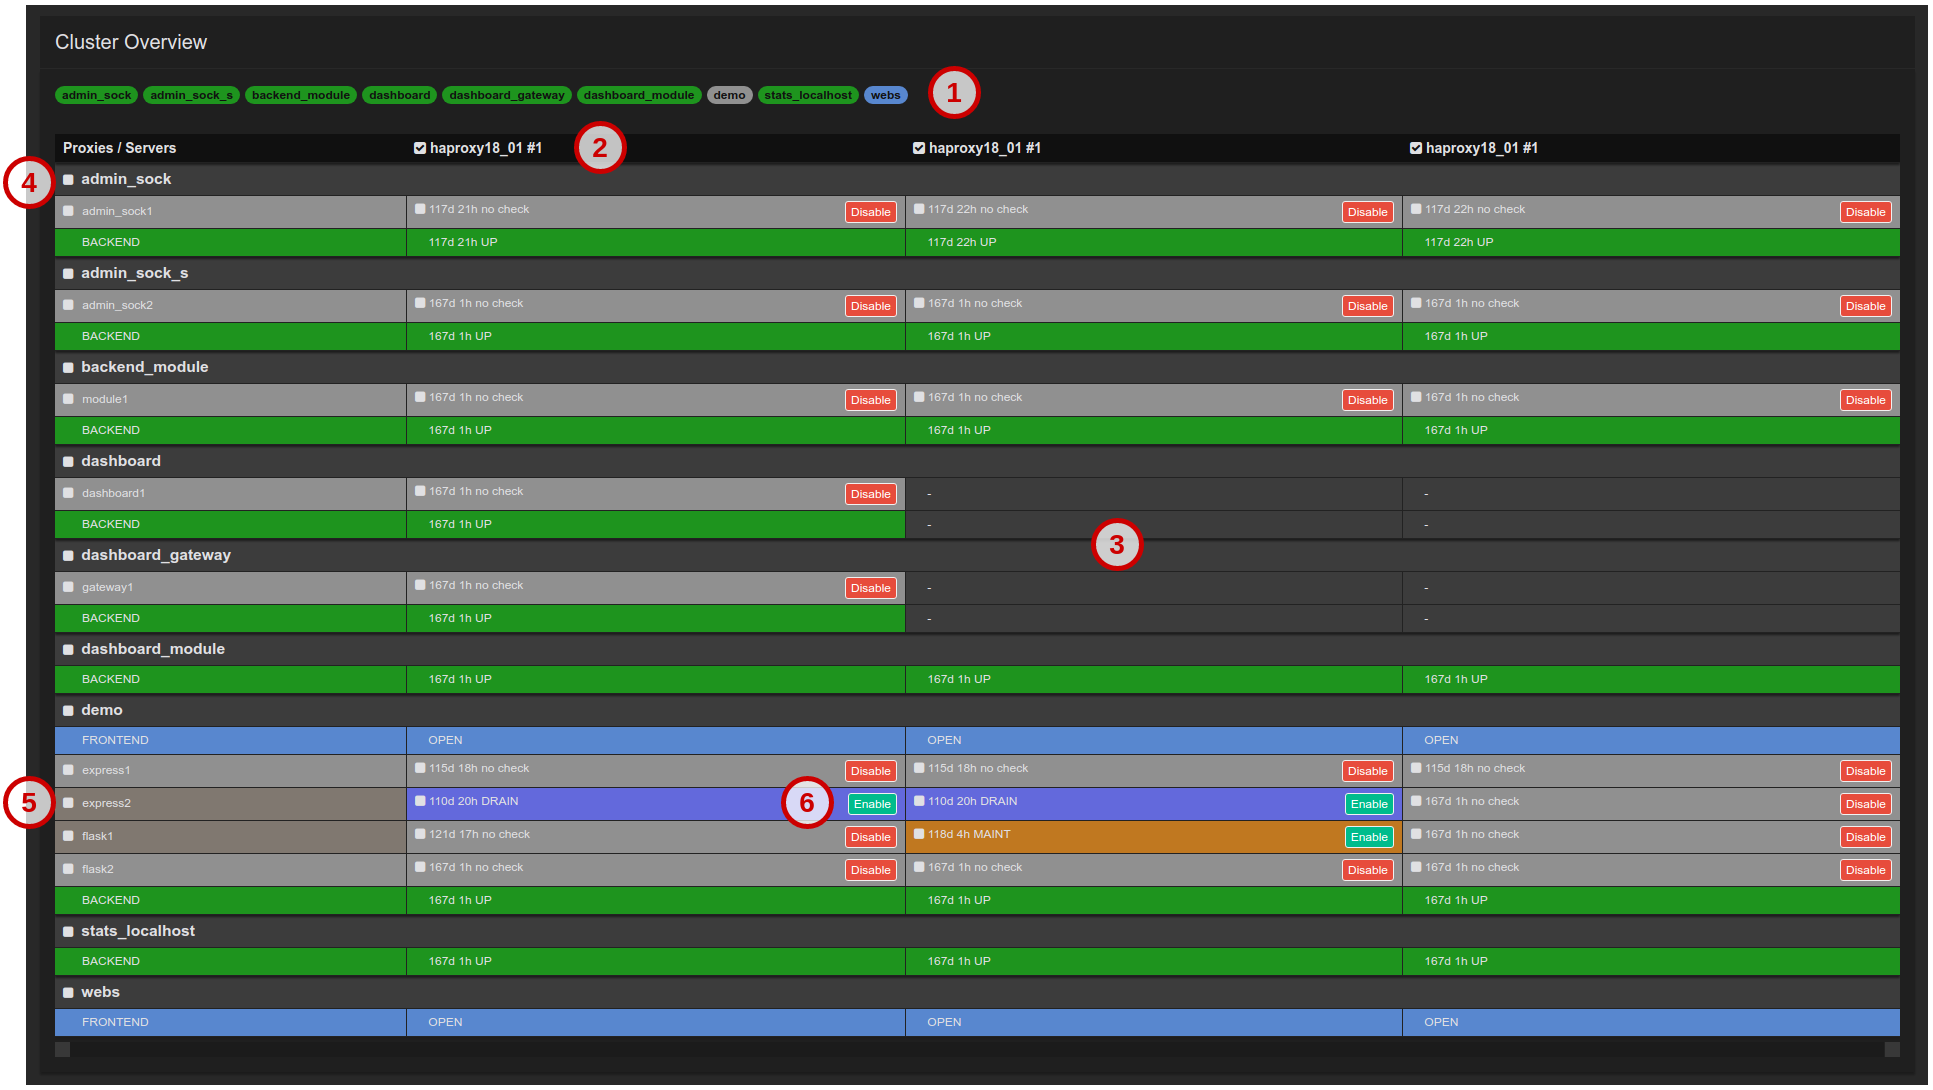 Cluster Overview
admin_sock admin_sock_s backend_module dashboard dashboard_gateway dashboard_module demo stats_localhost webs 1
Proxies / Servers haproxy18_01 #1 2 haproxy18_01 #1 haproxy18_01 #1
4 admin_sock
admin_sock1 117d 21h no check Disable 117d 22h no check Disable 117d 22h no check Disable
BACKEND 117d 21h UP 117d 22h UP 117d 22h UP
admin_sock_s
admin_sock2 167d 1h no check Disable 167d 1h no check Disable 167d 1h no check Disable
BACKEND 167d 1h UP 167d 1h UP 167d 1h UP
backend_module
module1 167d 1h no check Disable 167d 1h no check Disable 167d 1h no check Disable
BACKEND 167d 1h UP 167d 1h UP 167d 1h UP
dashboard
dashboard1 167d 1h no check Disable - -
BACKEND 167d 1h UP - -
3
dashboard_gateway
gateway1 167d 1h no check Disable - -
BACKEND 167d 1h UP - -
dashboard_module
BACKEND 167d 1h UP 167d 1h UP 167d 1h UP
demo
FRONTEND OPEN OPEN OPEN
express1 115d 18h no check Disable 115d 18h no check Disable 115d 18h no check Disable
5 express2 110d 20h DRAIN 6 Enable 110d 20h DRAIN Enable 167d 1h no check Disable
flask1 121d 17h no check Disable 118d 4h MAINT Enable 167d 1h no check Disable
flask2 167d 1h no check Disable 167d 1h no check Disable 167d 1h no check Disable
BACKEND 167d 1h UP 167d 1h UP 167d 1h UP
stats_localhost
BACKEND 167d 1h UP 167d 1h UP 167d 1h UP
webs
FRONTEND OPEN OPEN OPEN